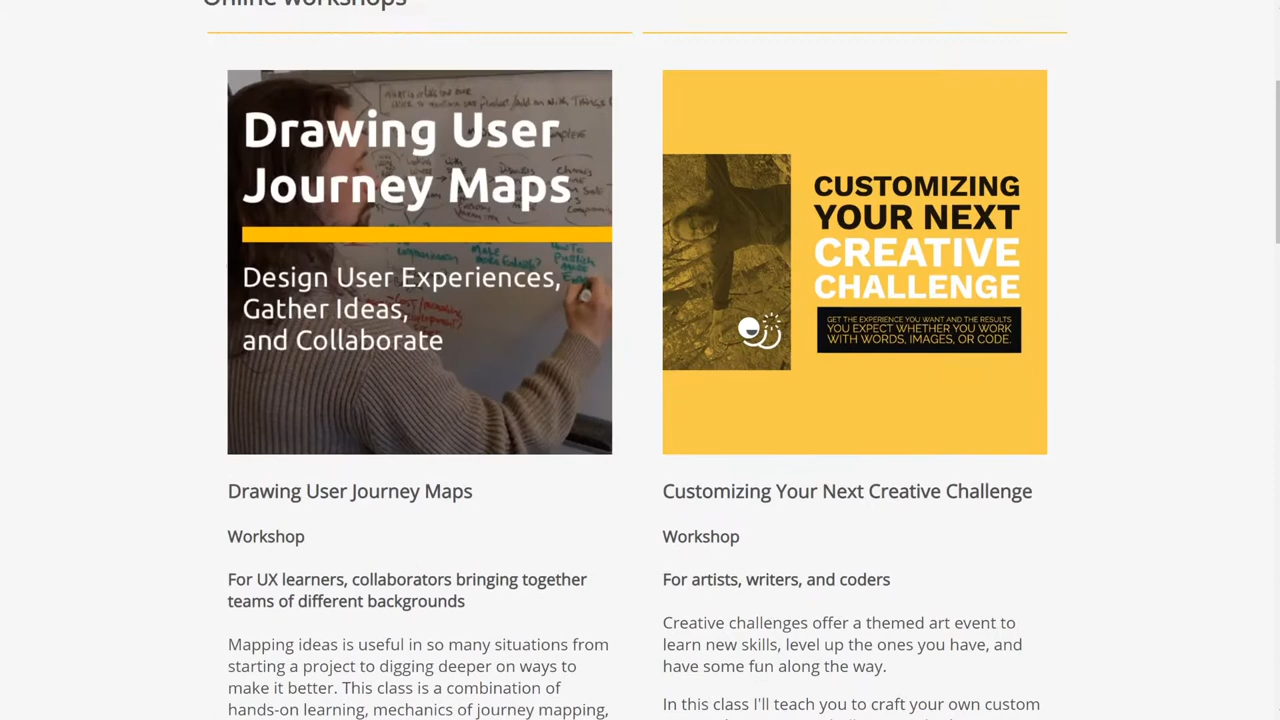 Online workshops
Drawing User
Journey Maps
Design User Experiences,
Gather Ideas,
and Collaborate
CUSTOMIZING
YOUR NEXT
CREATIVE
CHALLENGE
GET THE EXPERIENCE YOU WANT AND THE RESULTS
YOU EXPECT WHETHER YOU WORK
WITH WORDS, IMAGES, OR CODE.
Drawing User Journey Maps
Workshop
For UX learners, collaborators bringing together
teams of different backgrounds
Mapping ideas is useful in so many situations from
starting a project to digging deeper on ways to
make it better. This class is a combination of
hands-on learning, mechanics of journey mapping,
Customizing Your Next Creative Challenge
Workshop
For artists, writers, and coders
Creative challenges offer a themed art event to
learn new skills, level up the ones you have, and
have some fun along the way.
In this class I'll teach you to craft your own custom